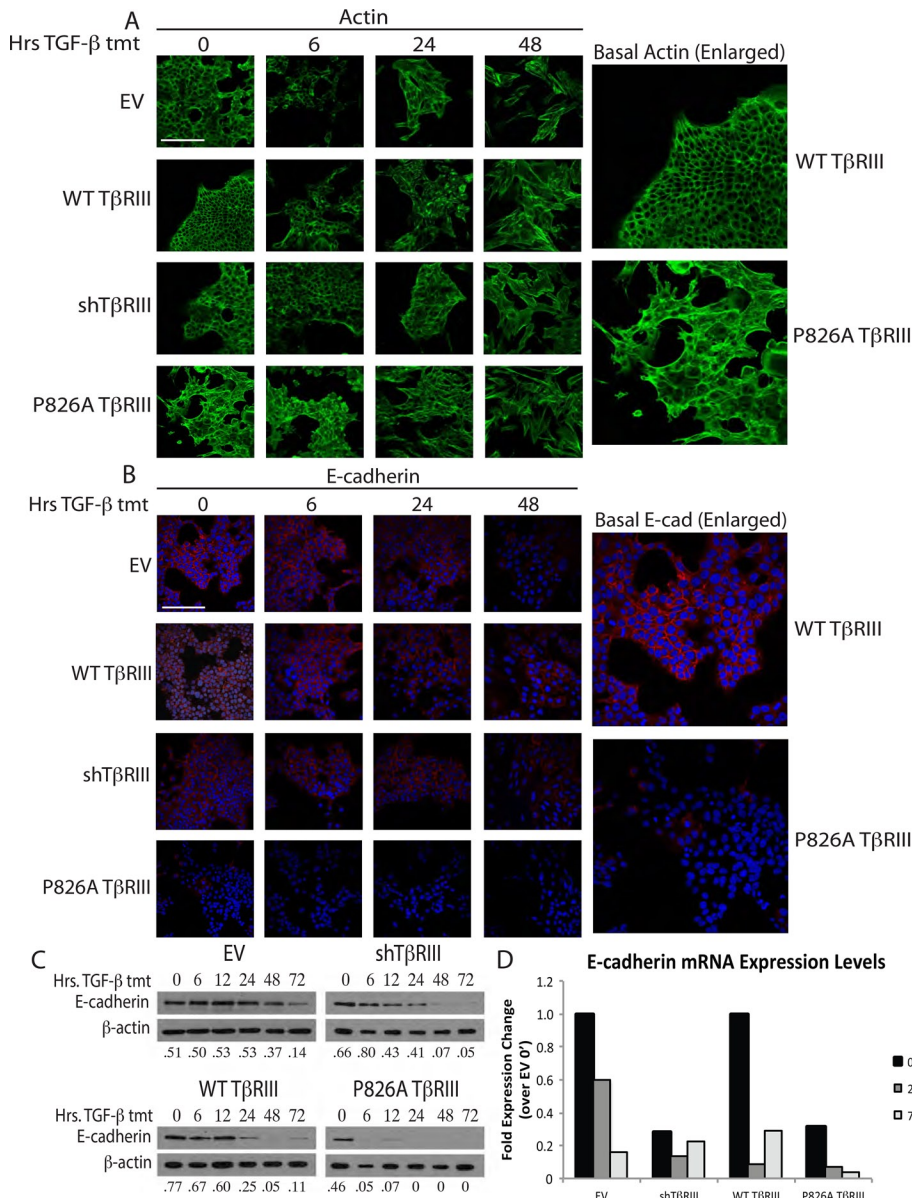 A
Actin
Hrs TGF-β tmt
0 6 24 48
Basal Actin (Enlarged)
EV
WT TβRIII
WT TβRIII
shTβRIII
P826A TβRIII
P826A TβRIII
B
E-cadherin
Hrs TGF-β tmt
0 6 24 48
Basal E-cad (Enlarged)
EV
WT TβRIII
WT TβRIII
shTβRIII
P826A TβRIII
P826A TβRIII
C
EV
Hrs. TGF-β tmt 0 6 12 24 48 72
E-cadherin
β-actin
.51 .50 .53 .53 .37 .14
shTβRIII
0 6 12 24 48 72
.66 .80 .43 .41 .07 .05
WT TβRIII
Hrs. TGF-β tmt 0 6 12 24 48 72
E-cadherin
β-actin
.77 .67 .60 .25 .05 .11
P826A TβRIII
0 6 12 24 48 72
.46 .05 .07 0 0 0
D
E-cadherin mRNA Expression Levels
Fold Expression Change
(over EV 0')
1.2
1.0
0.8
0.6
0.4
0.2
0
EV shTβRIII WT TβRIII P826A TβRIII
0
2
7